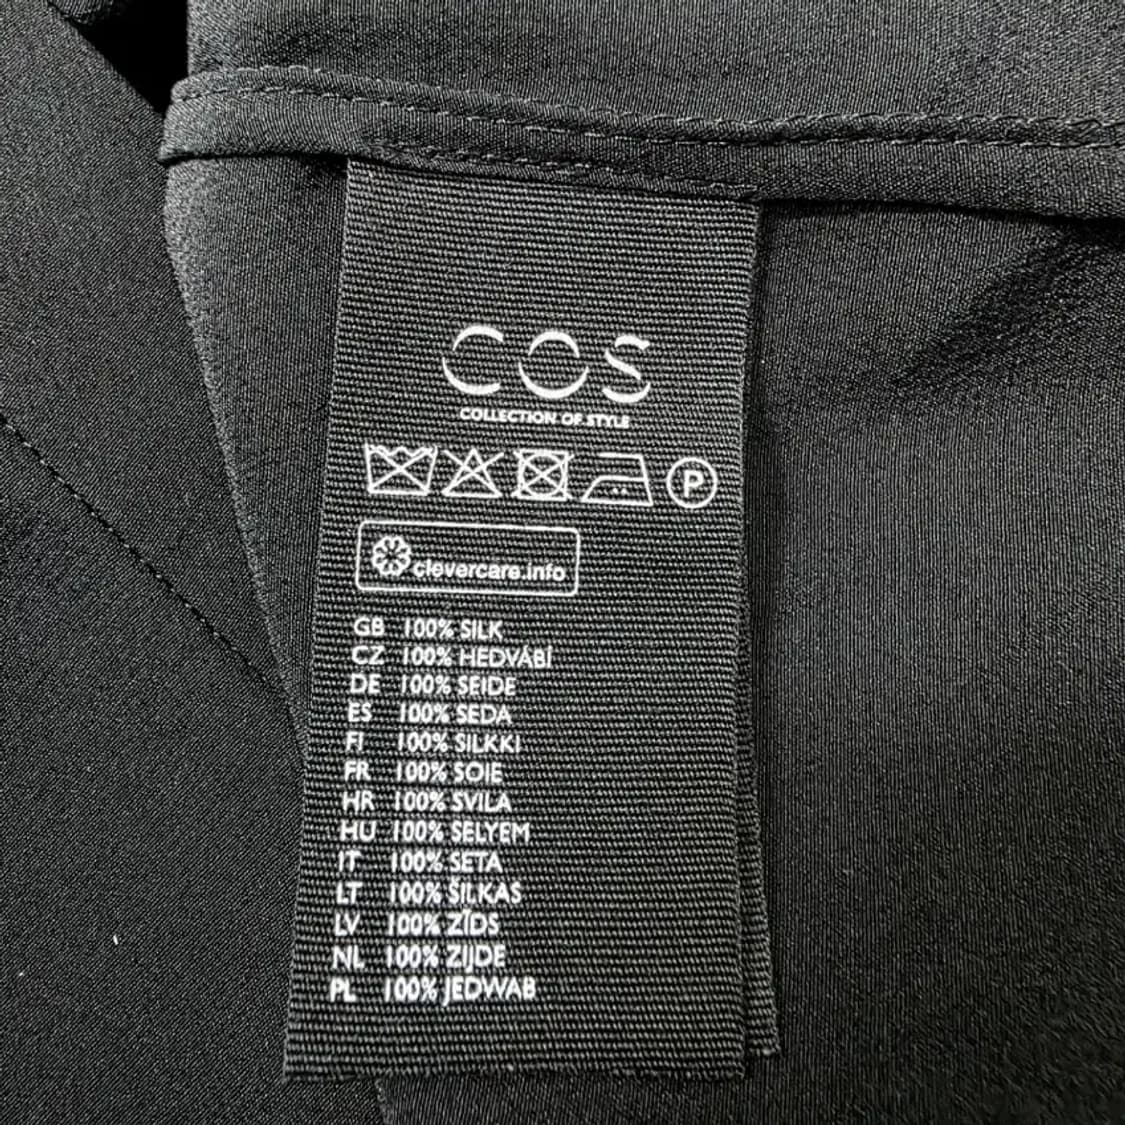 COS
COLLECTION OF STYLE
P
clevercare.info
GB 100% SILK
CZ 100% HEDVÁBÍ
DE 100% SEIDE
ES 100% SEDA
FI 100% SILKKI
FR 100% SOIE
HR 100% SVILA
HU 100% SELYEM
IT 100% SETA
LT 100% ŠILKAS
LV 100% ZĪDS
NL 100% ZIJDE
PL 100% JEDWAB